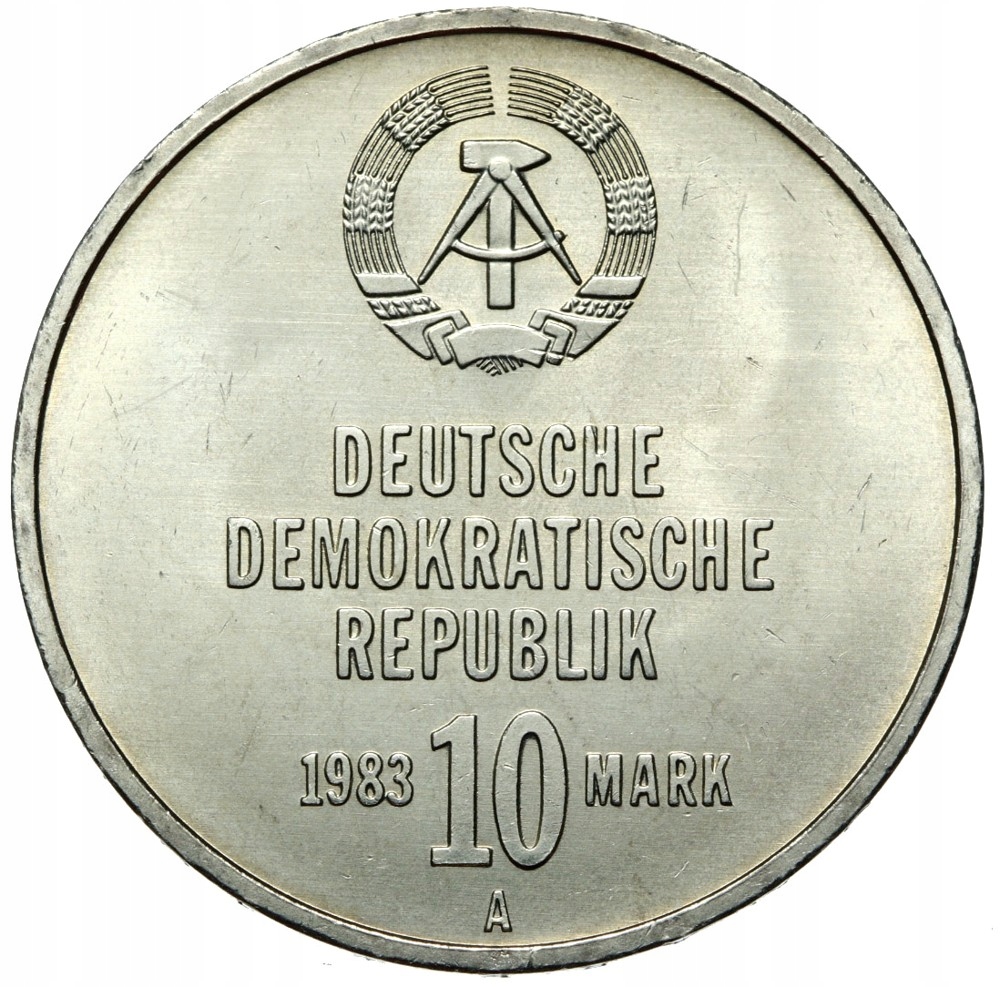 DEUTSCHE
DEMOKRATISCHE
REPUBLIK
1983 10 MARK
A